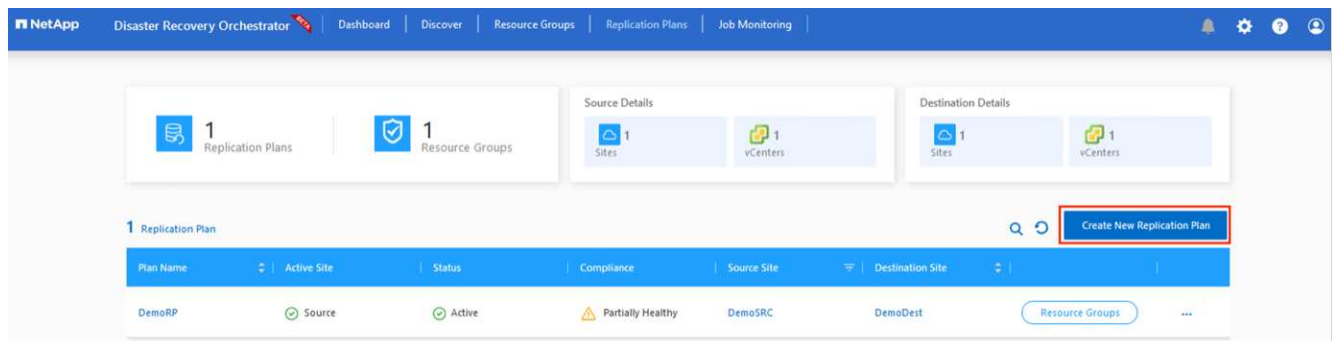 NetApp Disaster Recovery Orchestrator Dashboard Discover Resource Groups Replication Plans Job Monitoring
1
Replication Plans
1
Resource Groups
Source Details
1
Sites
1
vCenters
Destination Details
1
Sites
1
vCenters
1 Replication Plan
Create New Replication Plan
Plan Name Active Site Status Compliance Source Site Destination Site
DemoRP Source Active Partially Healthy DemoSRC DemoDest Resource Groups ...